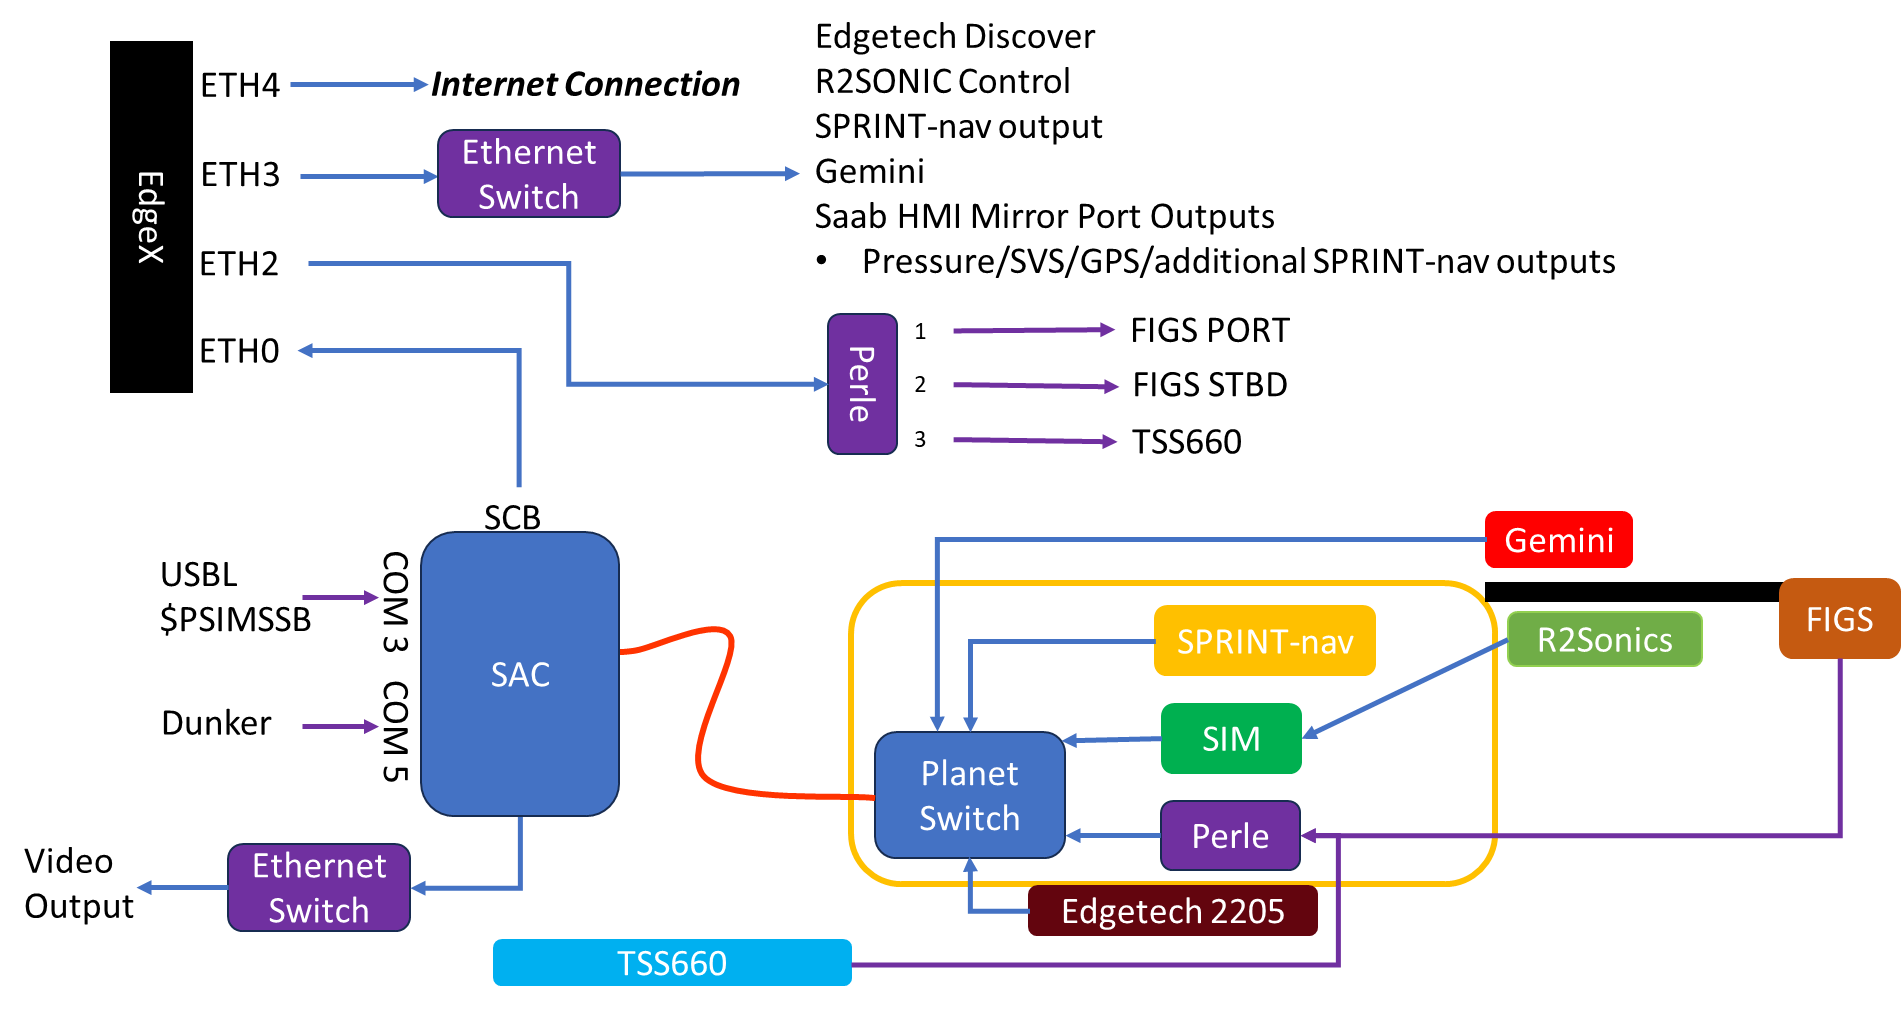 EdgeX
ETH4
Internet Connection
ETH3
Ethernet
Switch
Edgetech Discover
R2SONIC Control
SPRINT-nav output
Gemini
Saab HMI Mirror Port Outputs
• Pressure/SVS/GPS/additional SPRINT-nav outputs
ETH2
ETH0
Perle
1
FIGS PORT
2
FIGS STBD
3
TSS660
SCB
SAC
USBL
$PSIMSSB
COM 3
Dunker
COM 5
Video
Output
Ethernet
Switch
Gemini
FIGS
SPRINT-nav
R2Sonics
SIM
Planet
Switch
Perle
Edgetech 2205
TSS660